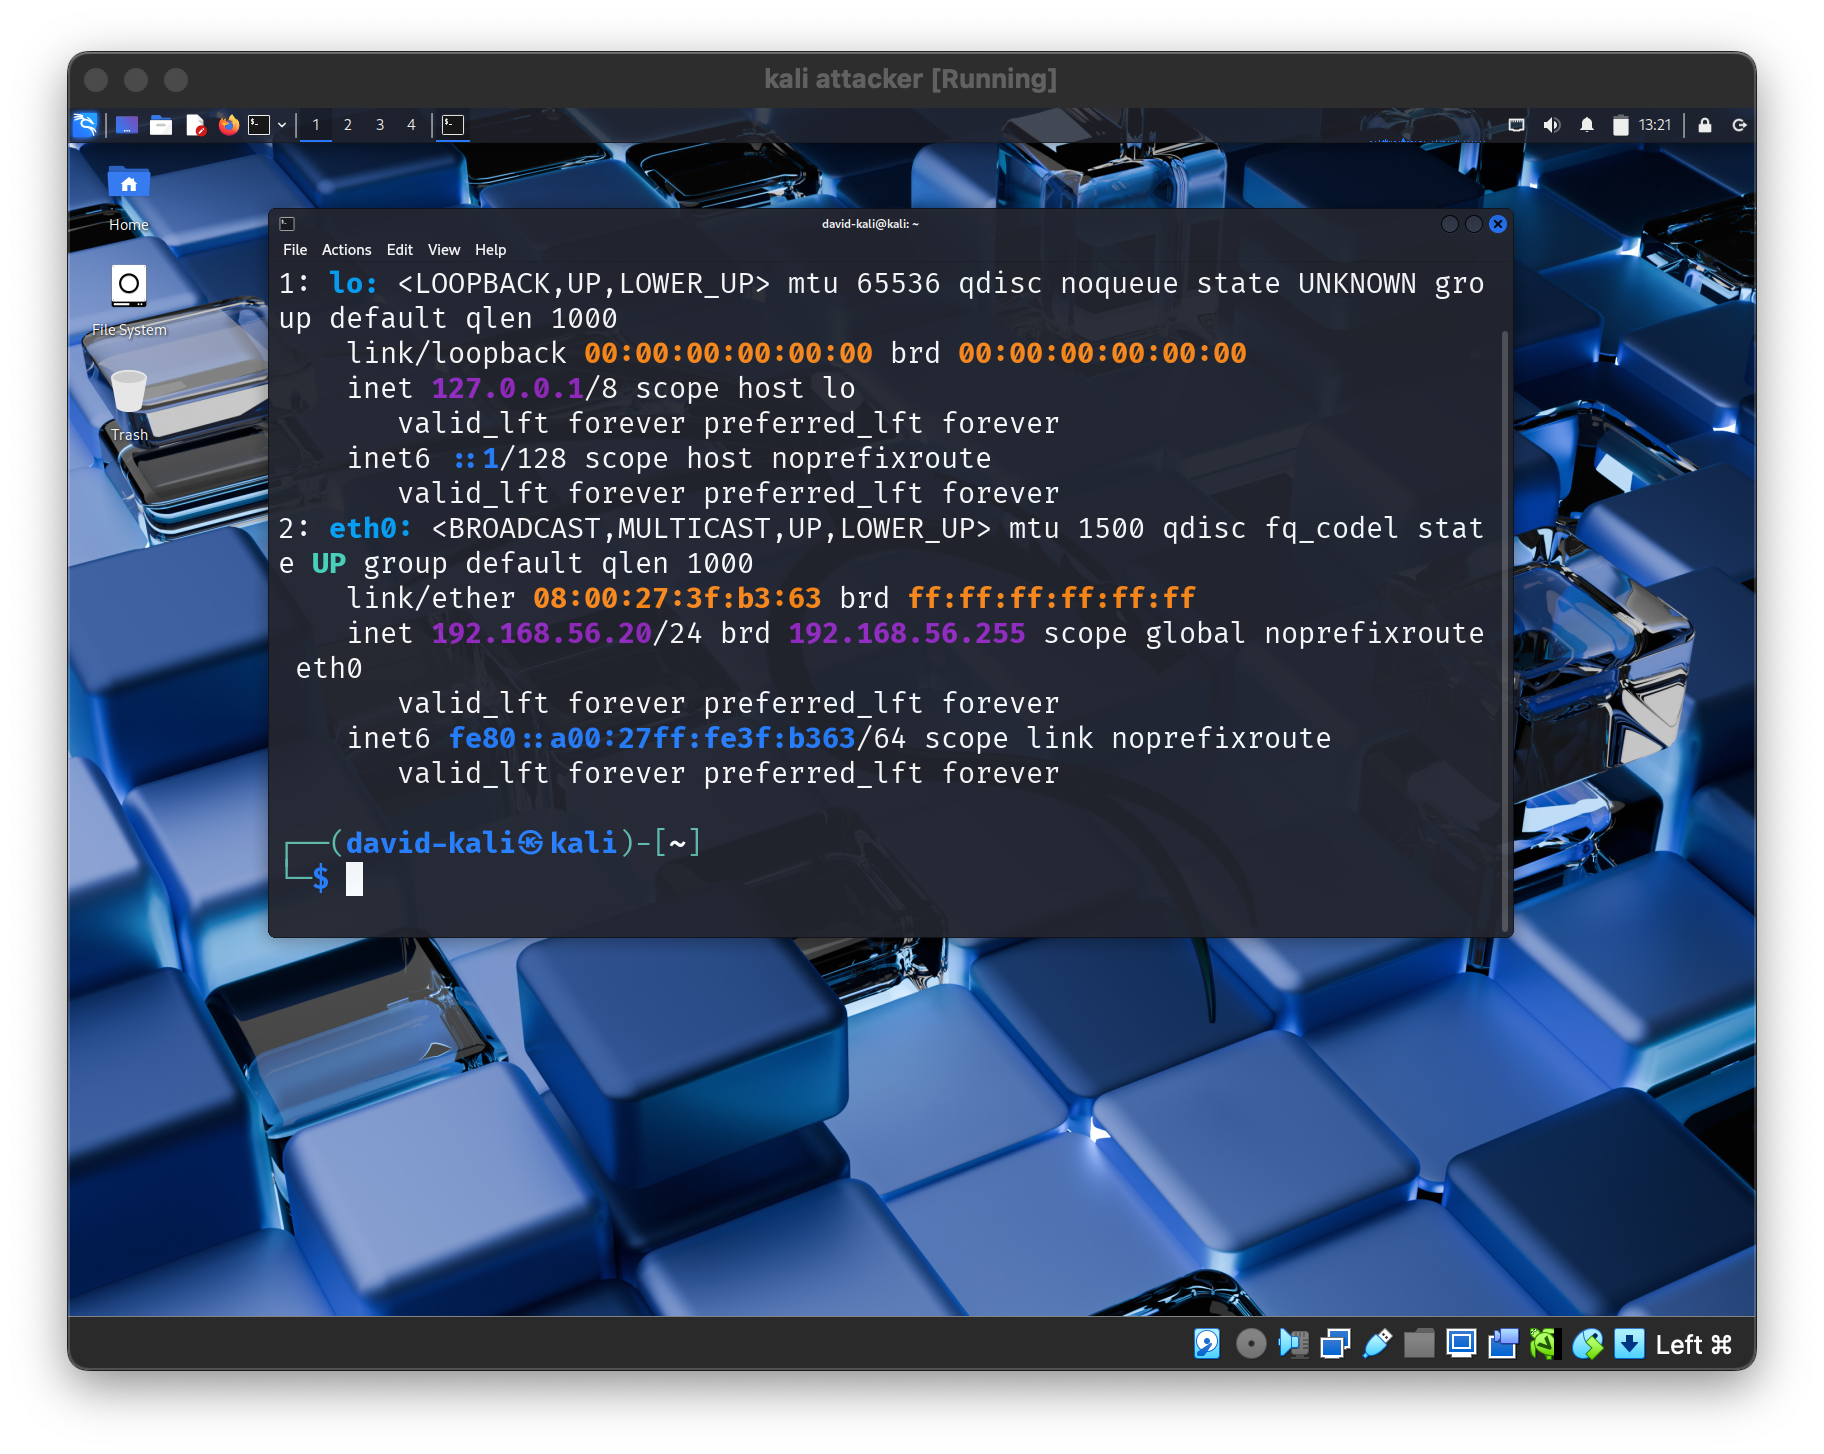 kali attacker [Running]
1 2 3 4
13:21
Home
File System
Trash
david-kali@kali: ~
File Actions Edit View Help
1: lo: <LOOPBACK,UP,LOWER_UP> mtu 65536 qdisc noqueue state UNKNOWN gro
up default qlen 1000
link/loopback 00:00:00:00:00:00 brd 00:00:00:00:00:00
inet 127.0.0.1/8 scope host lo
valid_lft forever preferred_lft forever
inet6 ::1/128 scope host noprefixroute
valid_lft forever preferred_lft forever
2: eth0: <BROADCAST,MULTICAST,UP,LOWER_UP> mtu 1500 qdisc fq_codel stat
e UP group default qlen 1000
link/ether 08:00:27:3f:b3:63 brd ff:ff:ff:ff:ff:ff
inet 192.168.56.20/24 brd 192.168.56.255 scope global noprefixroute
eth0
valid_lft forever preferred_lft forever
inet6 fe80::a00:27ff:fe3f:b363/64 scope link noprefixroute
valid_lft forever preferred_lft forever
┌──(david-kali㉿kali)-[~]
└─$
Left ⌘